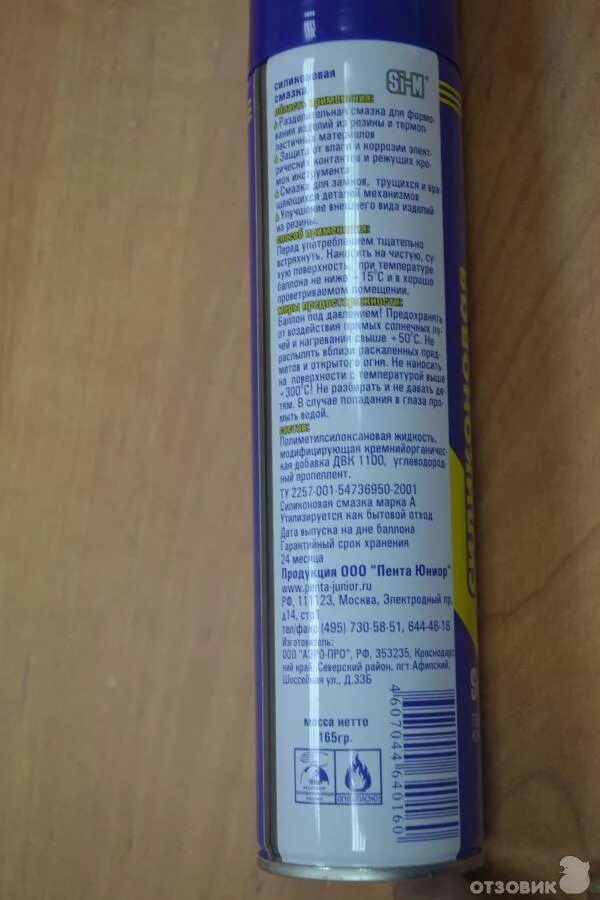 силиконовая
смазка
Si-M
область применения:
Разделительная смазка для формо-
вания изделий из резины и термоп-
ластичных материалов
Защита от влаги и коррозии элект-
рических контактов и режущих кро-
мок инструмента
Смазка для замков, трущихся и вра-
щающихся деталей механизмов
Улучшение внешнего вида изделий
из резины.
способ применения:
Перед употреблением тщательно
встряхнуть. Наносить на чистую, су-
хую поверхность, при температуре
баллона не ниже +15°С и в хорошо
проветриваемом помещении.
меры предосторожности:
Баллон под давлением! Предохранять
от воздействия прямых солнечных лу-
чей и нагревания свыше +50°С. Не
распылять вблизи раскаленных пред-
метов и открытого огня. Не наносить
на поверхности с температурой выше
+300°С! Не разбирать и не давать де-
тям. В случае попадания в глаза про-
мыть водой.
состав:
Полиметилсилоксановая жидкость,
модифицирующая кремнийорганичес-
кая добавка ДВК 1100, углеводород-
ный пропеллент.
ТУ 2257-001-54736950-2001
Силиконовая смазка марка А
Утилизируется как бытовой отход
Дата выпуска на дне баллона
Гарантийный срок хранения
24 месяца
Продукция ООО "Пента Юниор"
www.penta-junior.ru
РФ, 111123, Москва, Электродный пр.
д14, стр1
тел/факс (495) 730-58-51, 644-46-16
Изготовитель:
ООО "АЭРО-ПРО", РФ, 353235, Краснодарс-
кий край. Северский район, пгт Афипский,
Шоссейная ул., Д.33Б
масса нетто
165гр.
ОГНЕОПАСНО!
4607044640160
силиконовая
ОТЗОВИК